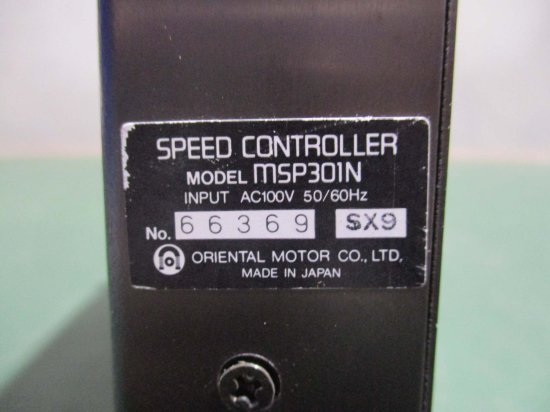 SPEED CONTROLLER
MODEL MSP301N
INPUT AC100V 50/60Hz
No. 66369 SX9
ORIENTAL MOTOR CO., LTD.
MADE IN JAPAN